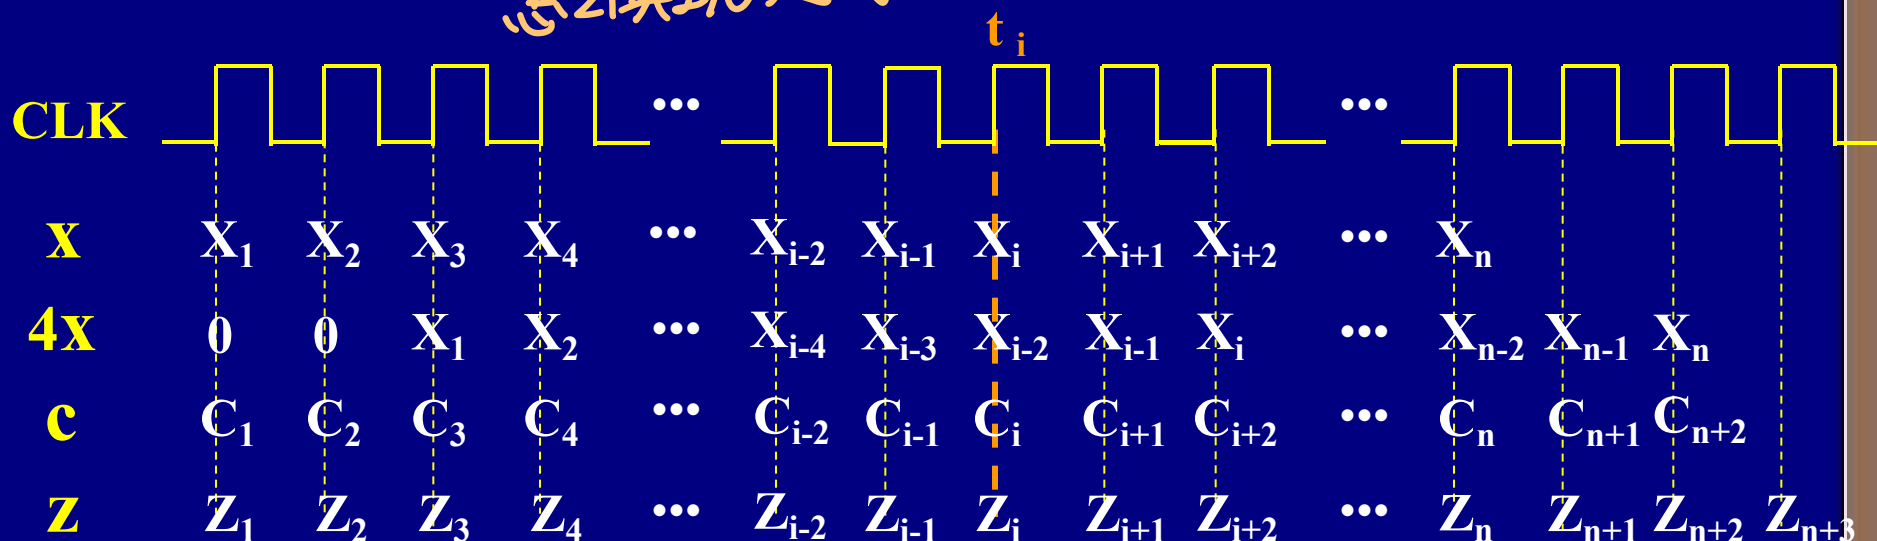 t i
CLK ... ...
x X1 X2 X3 X4 ... Xi-2 Xi-1 Xi Xi+1 Xi+2 ... Xn
4x 0 0 X1 X2 ... Xi-4 Xi-3 Xi-2 Xi-1 Xi ... Xn-2 Xn-1 Xn
c C1 C2 C3 C4 ... Ci-2 Ci-1 Ci Ci+1 Ci+2 ... Cn Cn+1 Cn+2
z Z1 Z2 Z3 Z4 ... Zi-2 Zi-1 Zi Zi+1 Zi+2 ... Zn Zn+1 Zn+2 Zn+3